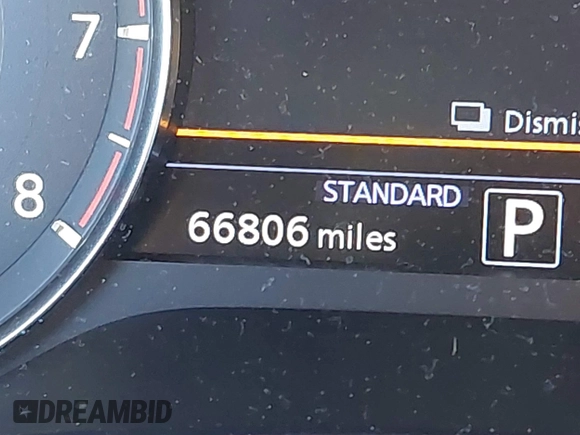 7
Dismis
STANDARD
8
66806 miles
P
DREAMBID